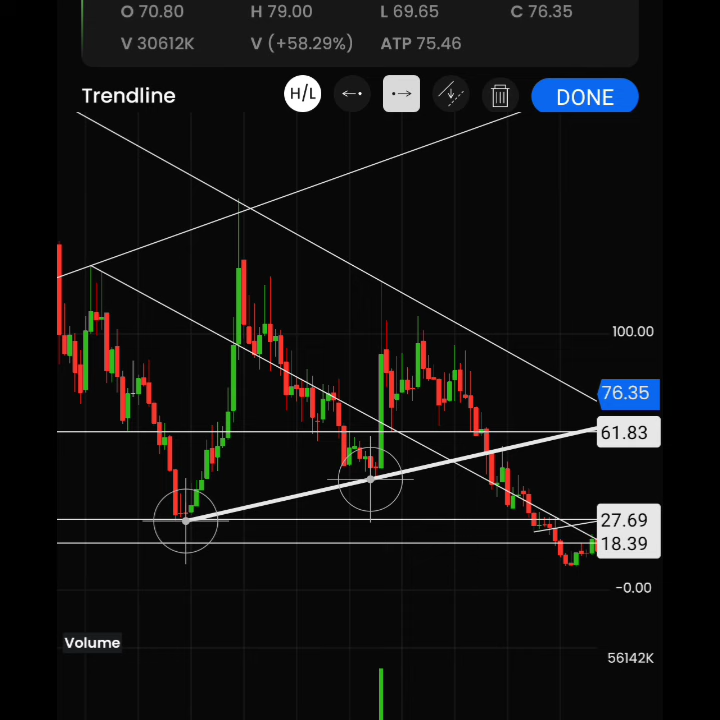 O 70.80 H 79.00 L 69.65 C 76.35
V 30612K V (+58.29%) ATP 75.46
Trendline H/L DONE
100.00
76.35
61.83
27.69
18.39
-0.00
Volume
56142K